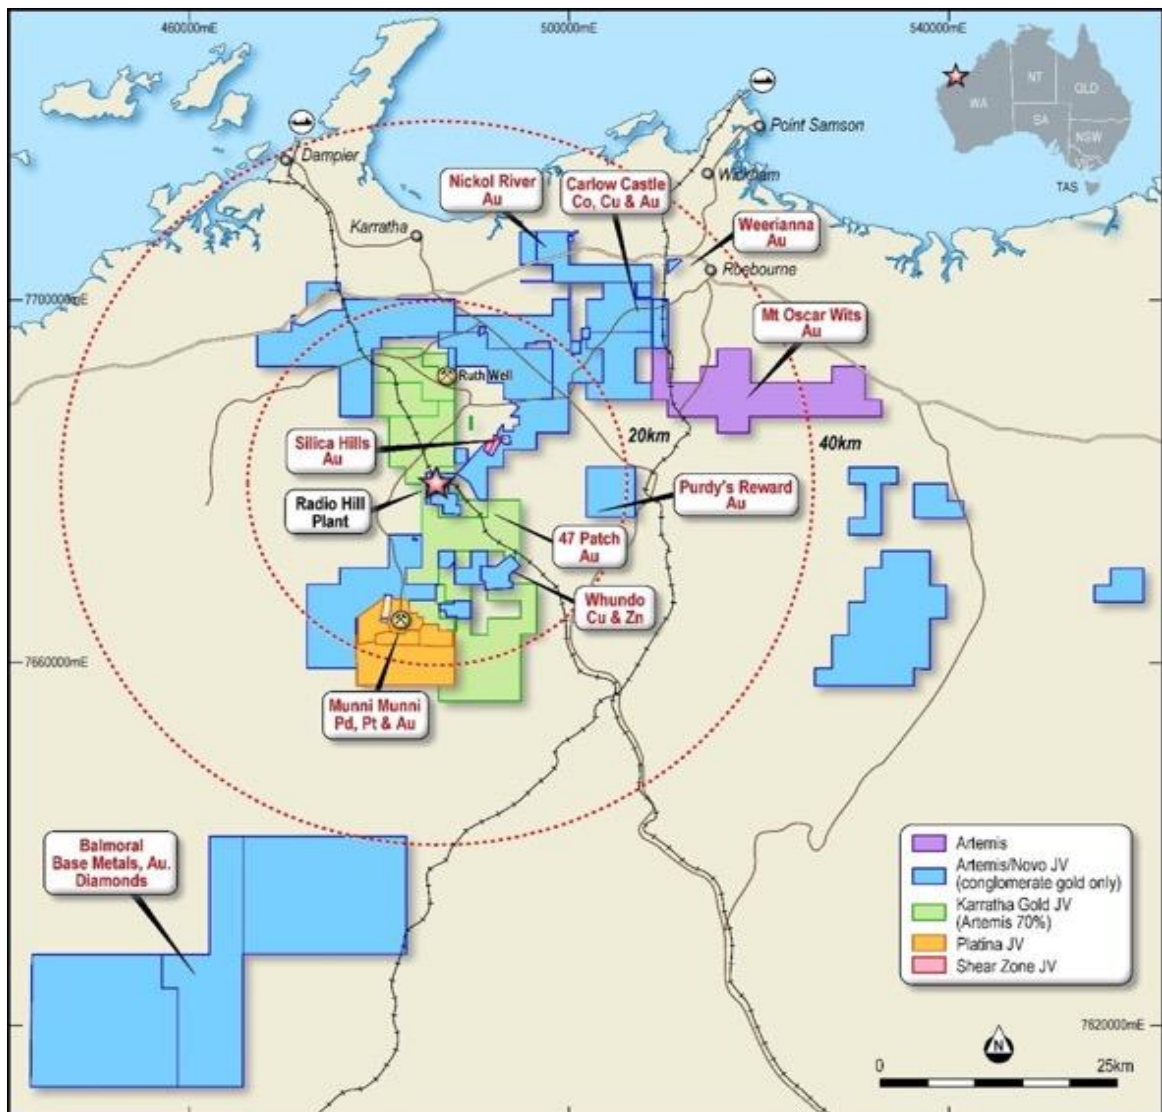 460000mE
500000mE
540000mE
NT
QLD
WA
SA
NSW
TAS
Point Samson
Dampier
Wickham
Nickol River
Au
Carlow Castle
Co, Cu & Au
Weerianna
Au
Karratha
Roebourne
7700000mE
Mt Oscar Wits
Au
Ruth Well
20km
40km
Silica Hills
Au
Purdy's Reward
Au
Radio Hill
Plant
47 Patch
Au
Whundo
Cu & Zn
7660000mE
Munni Munni
Pd, Pt & Au
Balmoral
Base Metals, Au.
Diamonds
Artemis
Artemis/Novo JV
(conglomerate gold only)
Karratha Gold JV
(Artemis 70%)
Platina JV
Shear Zone JV
7620000mE
N
0
25km